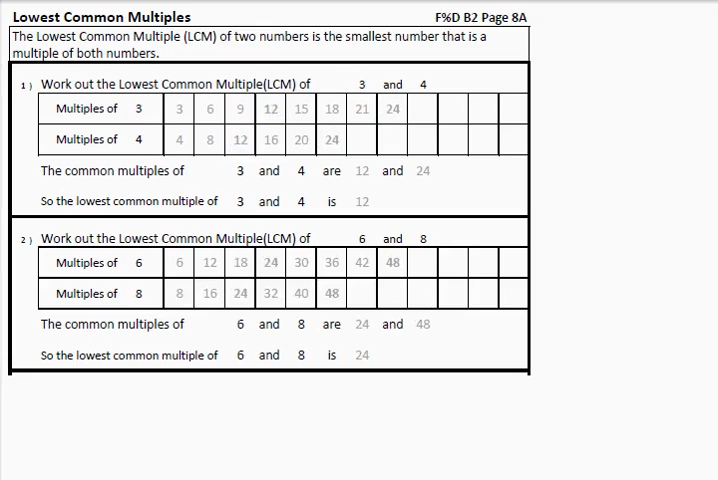 Lowest Common Multiples F%D B2 Page 8A
The Lowest Common Multiple (LCM) of two numbers is the smallest number that is a
multiple of both numbers.
1 ) Work out the Lowest Common Multiple(LCM) of 3 and 4
Multiples of 3 3 6 9 12 15 18 21 24
Multiples of 4 4 8 12 16 20 24
The common multiples of 3 and 4 are 12 and 24
So the lowest common multiple of 3 and 4 is 12
2 ) Work out the Lowest Common Multiple(LCM) of 6 and 8
Multiples of 6 6 12 18 24 30 36 42 48
Multiples of 8 8 16 24 32 40 48
The common multiples of 6 and 8 are 24 and 48
So the lowest common multiple of 6 and 8 is 24